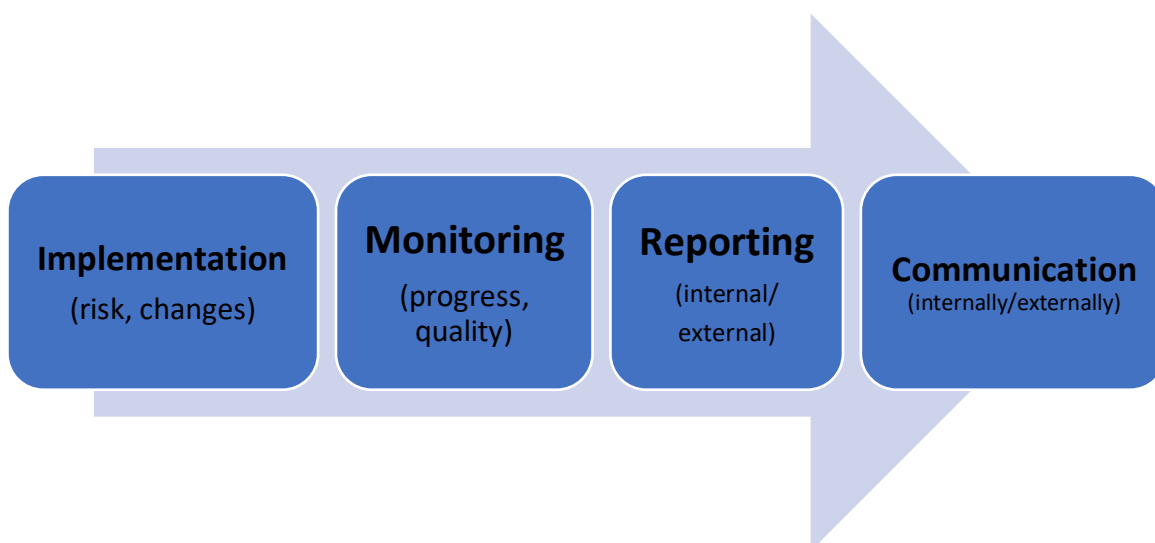 Implementation
(risk, changes)
Monitoring
(progress,
quality)
Reporting
(internal/
external)
Communication
(internally/externally)